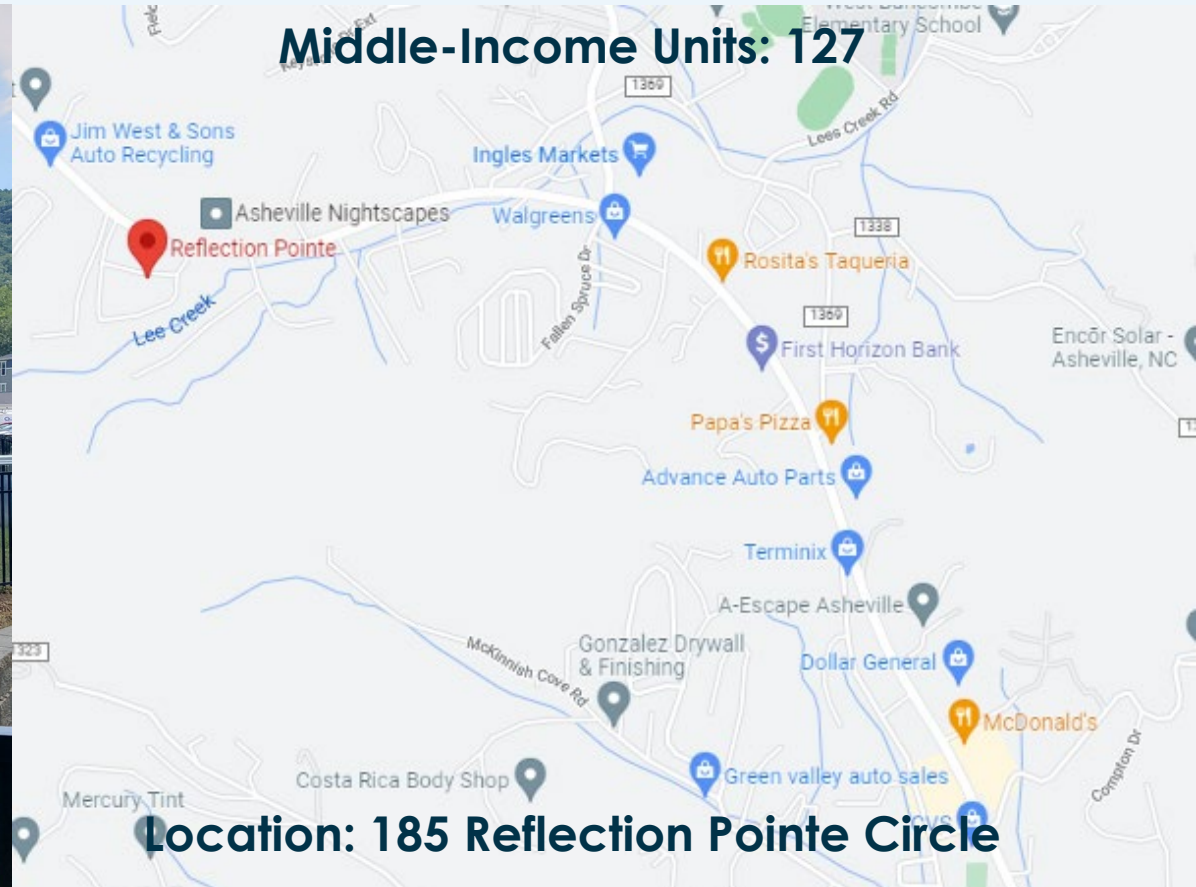 Elementary School
Middle-Income Units: 127
1369
Lees Creek Rd
Jim West & Sons
Auto Recycling
Ingles Markets
Asheville Nightscapes
Walgreens
1338
Reflection Pointe
Rosita's Taqueria
Fallen Spruce Dr
Lee Creek
1369
First Horizon Bank
Encōr Solar -
Asheville, NC
Papa's Pizza
Advance Auto Parts
Terminix
A-Escape Asheville
McKinnish Cove Rd
Gonzalez Drywall
& Finishing
Dollar General
McDonald's
Green valley auto sales
Compton Dr
Costa Rica Body Shop
Mercury Tint
CVS
Location: 185 Reflection Pointe Circle